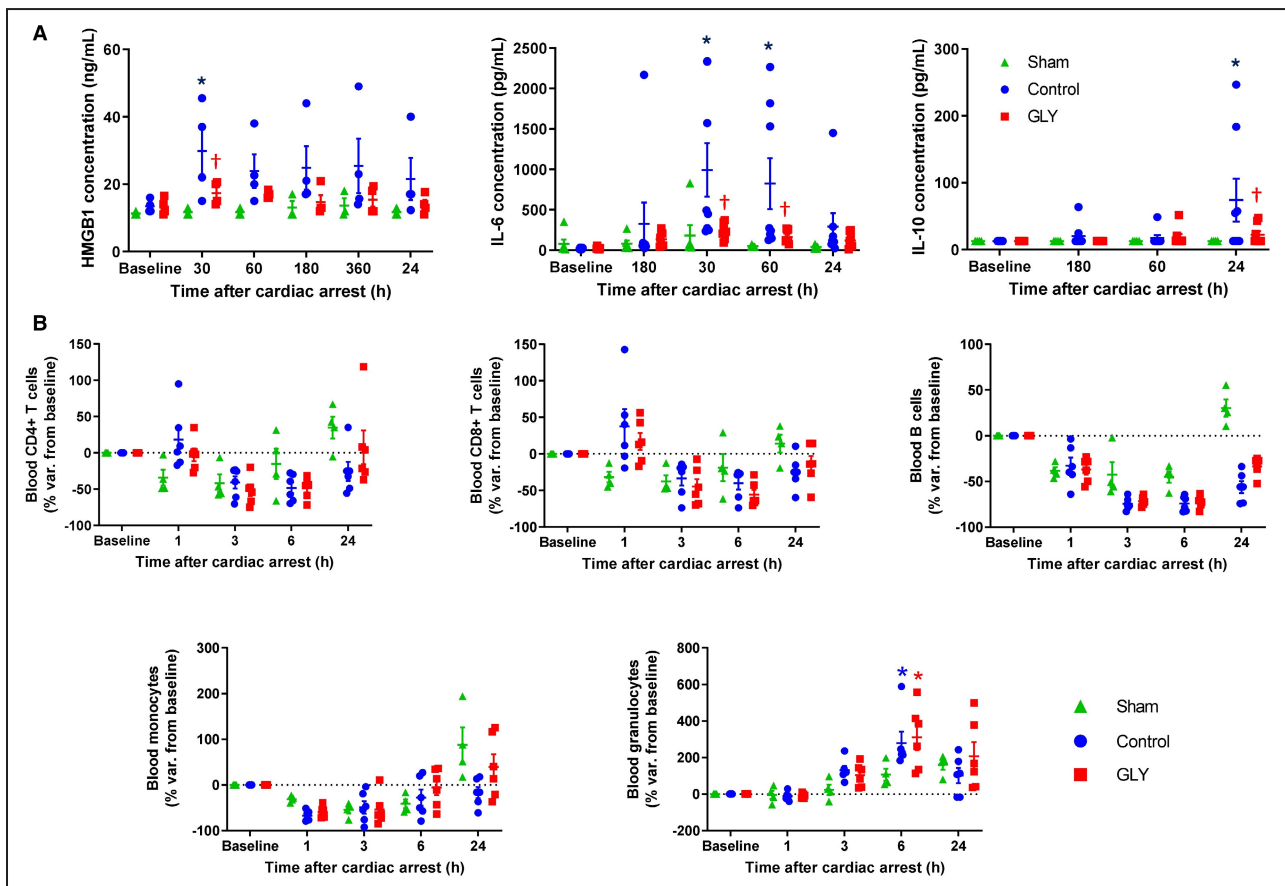 A
HMGB1 concentration (ng/mL)
60
40
20
0
*
†
Baseline 30 60 180 360 24
Time after cardiac arrest (h)
IL-6 concentration (pg/mL)
2500
2000
1500
1000
500
0
* *
† †
Baseline 180 30 60 24
Time after cardiac arrest (h)
IL-10 concentration (pg/mL)
300
200
100
0
Sham
Control
GLY
*
†
Baseline 180 60 24
Time after cardiac arrest (h)
B
Blood CD4+ T cells
(% var. from baseline)
150
100
50
0
-50
-100
Baseline 1 3 6 24
Time after cardiac arrest (h)
Blood CD8+ T cells
(% var. from baseline)
150
100
50
0
-50
-100
Baseline 1 3 6 24
Time after cardiac arrest (h)
Blood B cells
(% var. from baseline)
100
50
0
-50
-100
Baseline 1 3 6 24
Time after cardiac arrest (h)
Blood monocytes
(% var. from baseline)
300
200
100
0
-100
Baseline 1 3 6 24
Time after cardiac arrest (h)
Blood granulocytes
(% var. from baseline)
800
600
400
200
0
-200
* *
Baseline 1 3 6 24
Time after cardiac arrest (h)
Sham
Control
GLY